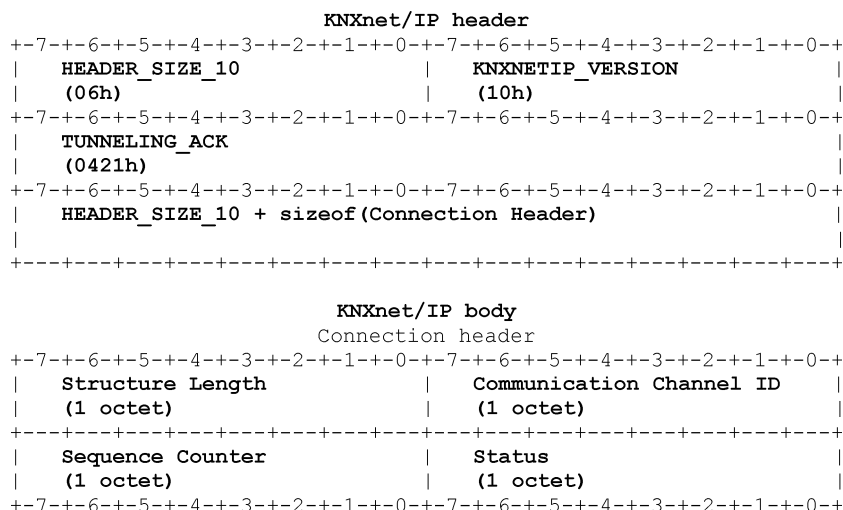 KNXnet/IP header
+-7-+-6-+-5-+-4-+-3-+-2-+-1-+-0-+-7-+-6-+-5-+-4-+-3-+-2-+-1-+-0-+
|   HEADER_SIZE_10              |   KNXNETIP_VERSION            |
|   (06h)                       |   (10h)                       |
+-7-+-6-+-5-+-4-+-3-+-2-+-1-+-0-+-7-+-6-+-5-+-4-+-3-+-2-+-1-+-0-+
|   TUNNELING_ACK                                               |
|   (0421h)                                                     |
+-7-+-6-+-5-+-4-+-3-+-2-+-1-+-0-+-7-+-6-+-5-+-4-+-3-+-2-+-1-+-0-+
|   HEADER_SIZE_10 + sizeof(Connection Header)                  |
|                                                               |
+---+---+---+---+---+---+---+---+---+---+---+---+---+---+---+---+
KNXnet/IP body
Connection header
+-7-+-6-+-5-+-4-+-3-+-2-+-1-+-0-+-7-+-6-+-5-+-4-+-3-+-2-+-1-+-0-+
|   Structure Length            |   Communication Channel ID    |
|   (1 octet)                   |   (1 octet)                   |
+---+---+---+---+---+---+---+---+---+---+---+---+---+---+---+---+
|   Sequence Counter            |   Status                      |
|   (1 octet)                   |   (1 octet)                   |
+-7-+-6-+-5-+-4-+-3-+-2-+-1-+-0-+-7-+-6-+-5-+-4-+-3-+-2-+-1-+-0-+